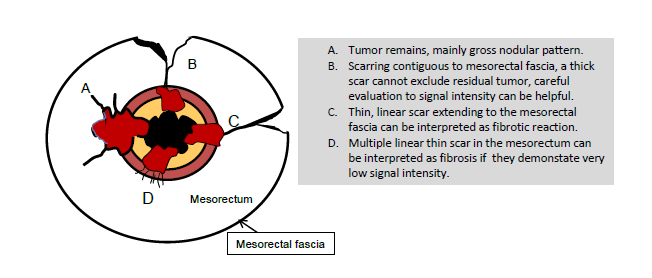 A
B
C
D
Mesorectum
Mesorectal fascia
A. Tumor remains, mainly gross nodular pattern.
B. Scarring contiguous to mesorectal fascia, a thick
scar cannot exclude residual tumor, careful
evaluation to signal intensity can be helpful.
C. Thin, linear scar extending to the mesorectal
fascia can be interpreted as fibrotic reaction.
D. Multiple linear thin scar in the mesorectum can
be interpreted as fibrosis if they demonstate very
low signal intensity.